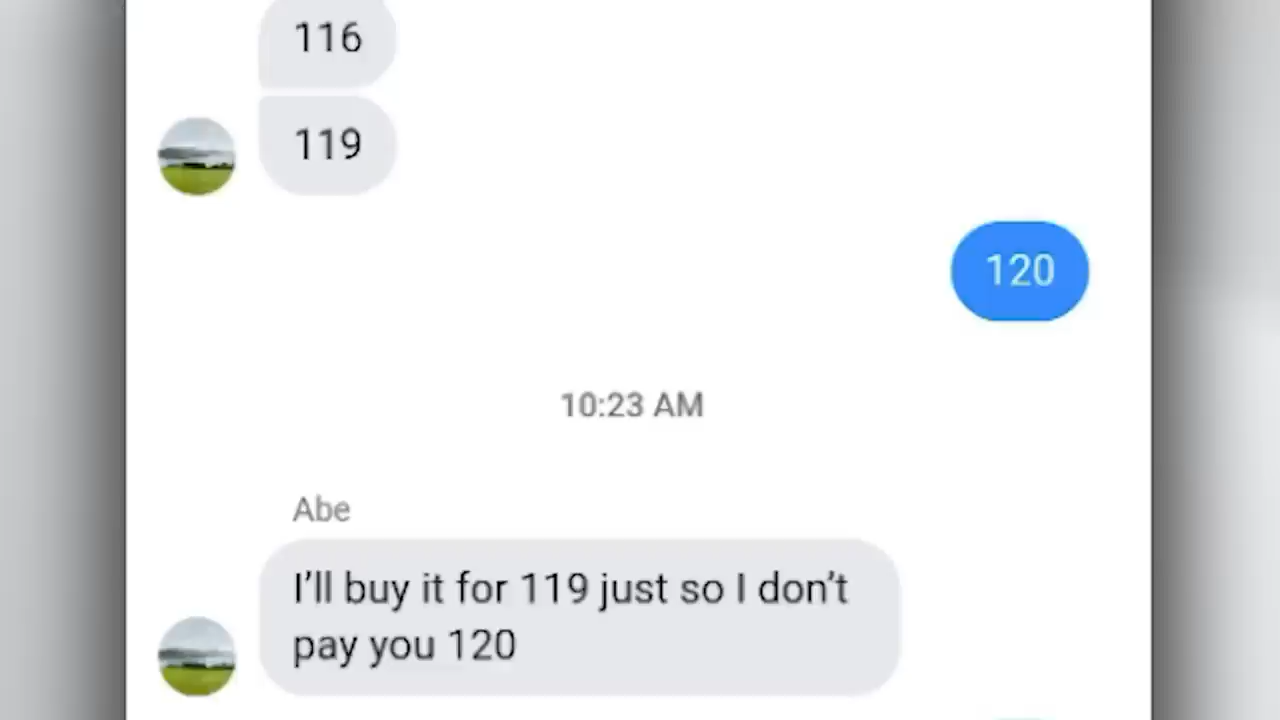 116
119
120
10:23 AM
Abe
I'll buy it for 119 just so I don't
pay you 120